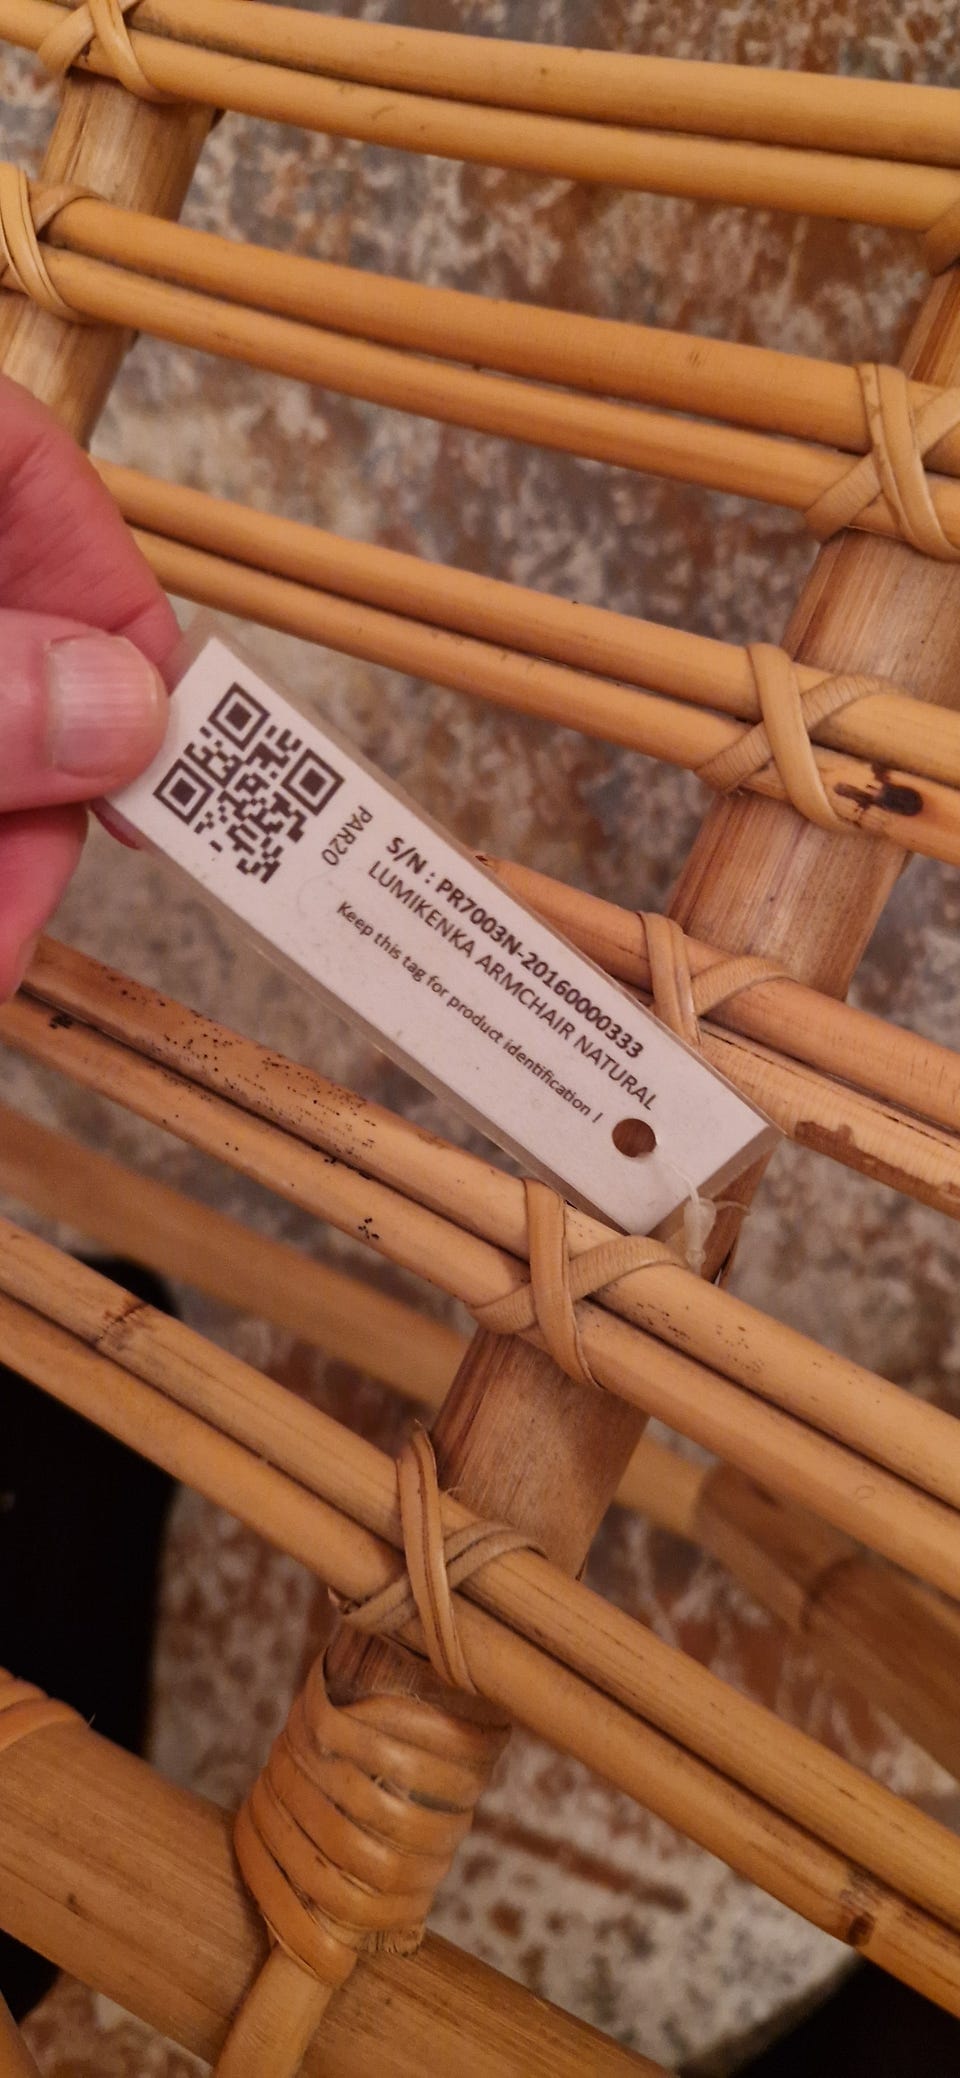 PAR20
S/N : PR7003N-20160000333
LUMIKENKA ARMCHAIR NATURAL
Keep this tag for product identification !